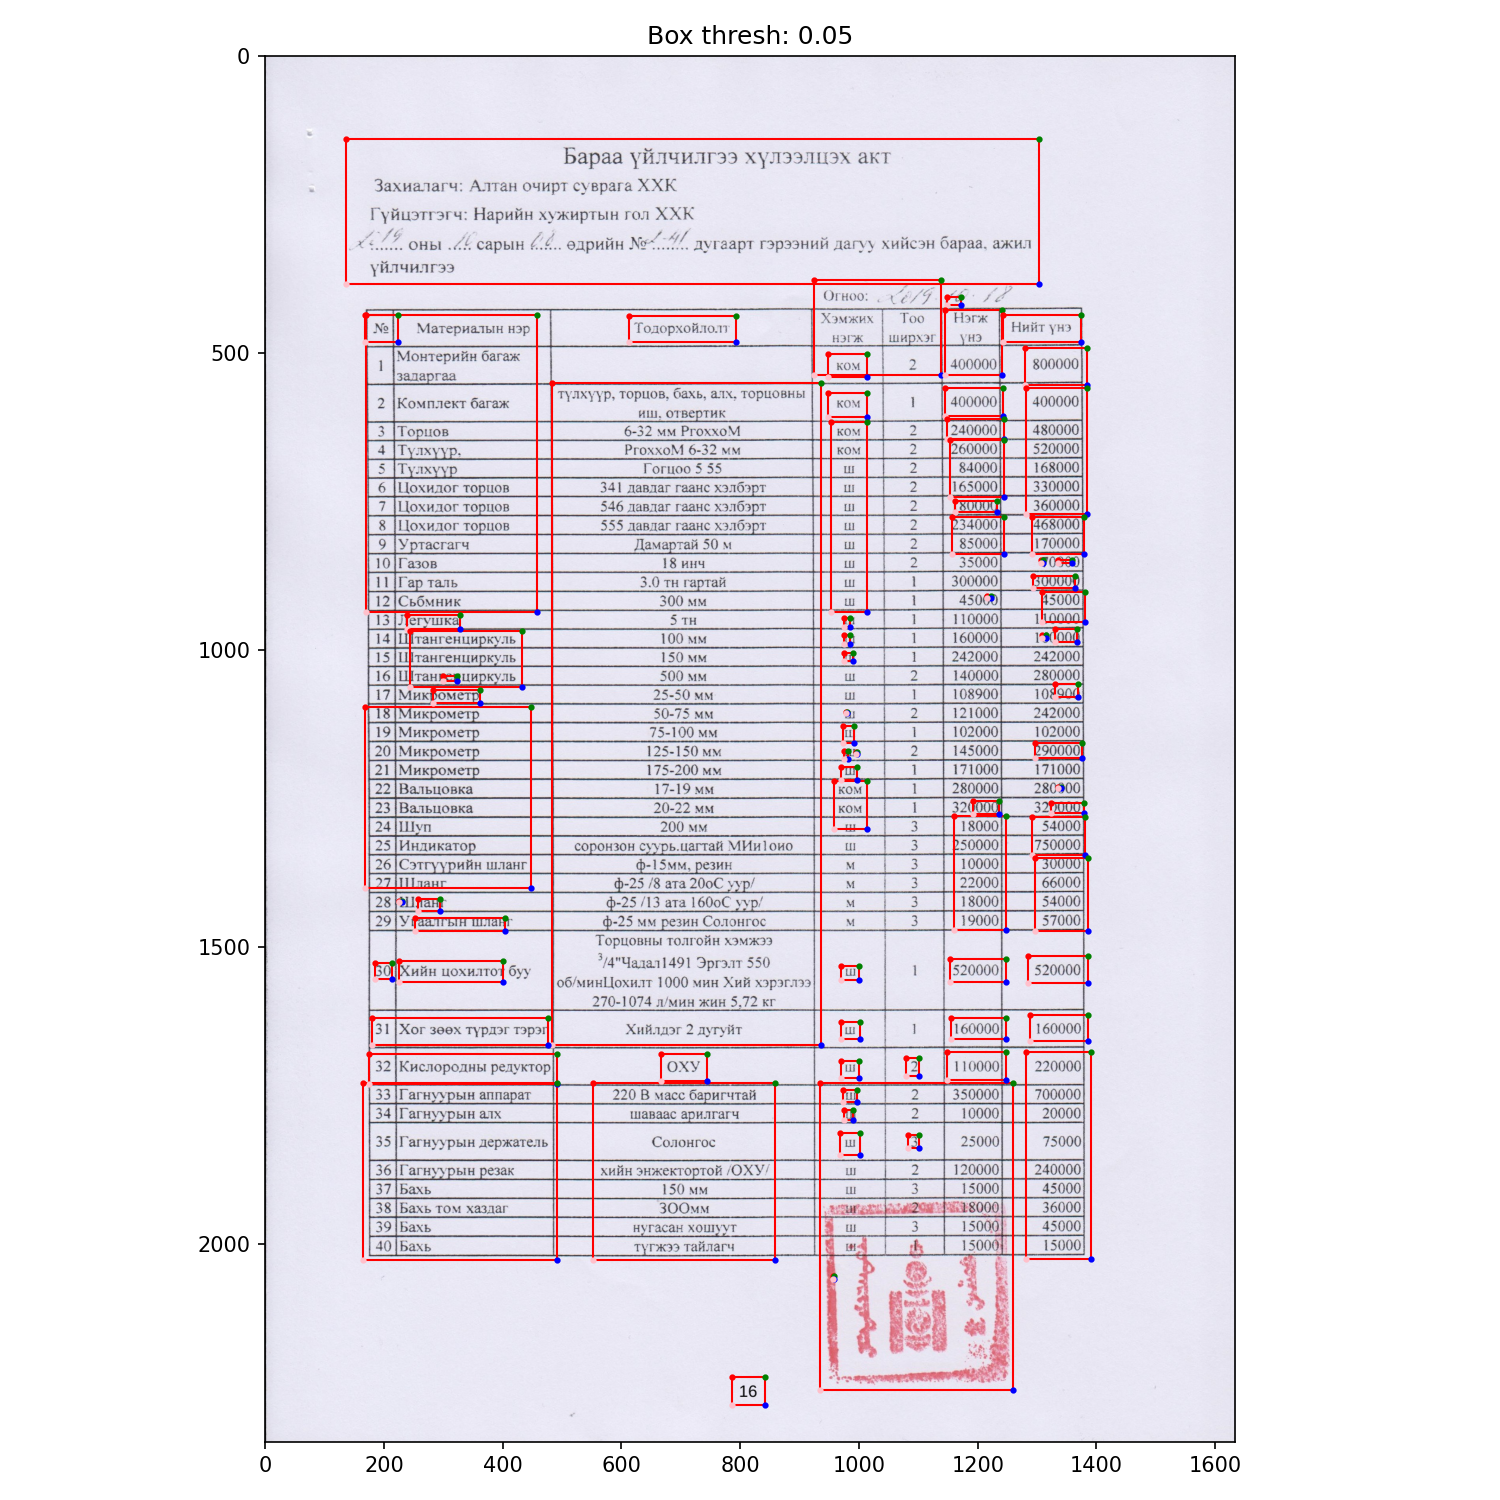 Box thresh: 0.05
Бараа үйлчилгээ хүлээлцэх акт
Захиалагч: Алтан очирт суврага ХХК
Гүйцэтгэгч: Нарийн хужиртын гол ХХК
оны 10 сарын өдрийн № дугаарт гэрээний дагуу хийсэн бараа, ажил
үйлчилгээ
Огноо: 2019-10-18
№ Материалын нэр Тодорхойлолт Хэмжих нэгж Тоо ширхэг Нэгж үнэ Нийт үнэ
1 Монтерийн багаж задаргаа ком 2 400000 800000
2 Комплект багаж түлхүүр, торцов, бахь, алх, торцовны иш, отвертик ком 1 400000 400000
3 Торцов 6-32 мм РгоххоМ ком 2 240000 480000
4 Түлхүүр, РгоххоМ 6-32 мм ком 2 260000 520000
5 Түлхүүр Гогцоо 5 55 ш 2 84000 168000
6 Цохидог торцов 341 давдаг гаанс хэлбэрт ш 2 165000 330000
7 Цохидог торцов 546 давдаг гаанс хэлбэрт ш 2 180000 360000
8 Цохидог торцов 555 давдаг гаанс хэлбэрт ш 2 234000 468000
9 Уртасгагч Дамартай 50 м ш 2 85000 170000
10 Газов 18 инч ш 2 35000 70000
11 Гар таль 3.0 тн гартай ш 1 300000 300000
12 Сьбмник 300 мм ш 1 45000 45000
13 Легушка 5 тн ш 1 110000 110000
14 Штангенциркуль 100 мм ш 1 160000 160000
15 Штангенциркуль 150 мм ш 1 242000 242000
16 Штангенциркуль 500 мм ш 2 140000 280000
17 Микрометр 25-50 мм ш 1 108900 108900
18 Микрометр 50-75 мм ш 2 121000 242000
19 Микрометр 75-100 мм ш 1 102000 102000
20 Микрометр 125-150 мм ш 2 145000 290000
21 Микрометр 175-200 мм ш 1 171000 171000
22 Вальцовка 17-19 мм ком 1 280000 280000
23 Вальцовка 20-22 мм ком 1 320000 320000
24 Шуп 200 мм ш 3 18000 54000
25 Индикатор соронзон суурь.цагтай МИи1оио ш 3 250000 750000
26 Сэтгүүрийн шланг ф-15мм, резин м 3 10000 30000
27 Шланг ф-25 /8 ата 20оС уур/ м 3 22000 66000
28 Шланг ф-25 /13 ата 160оС уур/ м 3 18000 54000
29 Угаалгын шланг ф-25 мм резин Солонгос м 3 19000 57000
30 Хийн цохилтот буу Торцовны толгойн хэмжээ 3/4"Чадал1491 Эргэлт 550 об/минЦохилт 1000 мин Хий хэрэглээ 270-1074 л/мин жин 5,72 кг ш 1 520000 520000
31 Хог зөөх түрдэг тэрэг Хийлдэг 2 дугуйт ш 1 160000 160000
32 Кислородны редуктор ОХУ ш 2 110000 220000
33 Гагнуурын аппарат 220 В масс баригчтай ш 2 350000 700000
34 Гагнуурын алх шаваас арилгагч ш 2 10000 20000
35 Гагнуурын держатель Солонгос ш 3 25000 75000
36 Гагнуурын резак хийн энжектортой /ОХУ/ ш 2 120000 240000
37 Бахь 150 мм ш 3 15000 45000
38 Бахь том хаздаг ЗООмм ш 2 18000 36000
39 Бахь нугасан хошуут ш 3 15000 45000
40 Бахь түгжээ тайлагч ш 1 15000 15000
16
0
500
1000
1500
2000
0 200 400 600 800 1000 1200 1400 1600